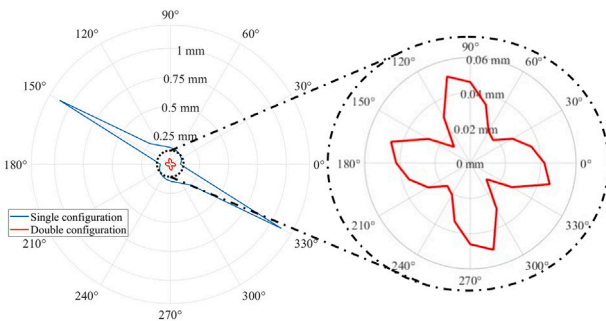 90°
120°
60°
1 mm
150°
0.75 mm
30°
0.5 mm
0.25 mm
180°
0°
Single configuration
Double configuration
210°
330°
240°
300°
270°
90°
120°
0.06 mm
60°
150°
0.04 mm
30°
0.02 mm
180°
0 mm
0°
210°
330°
240°
300°
270°